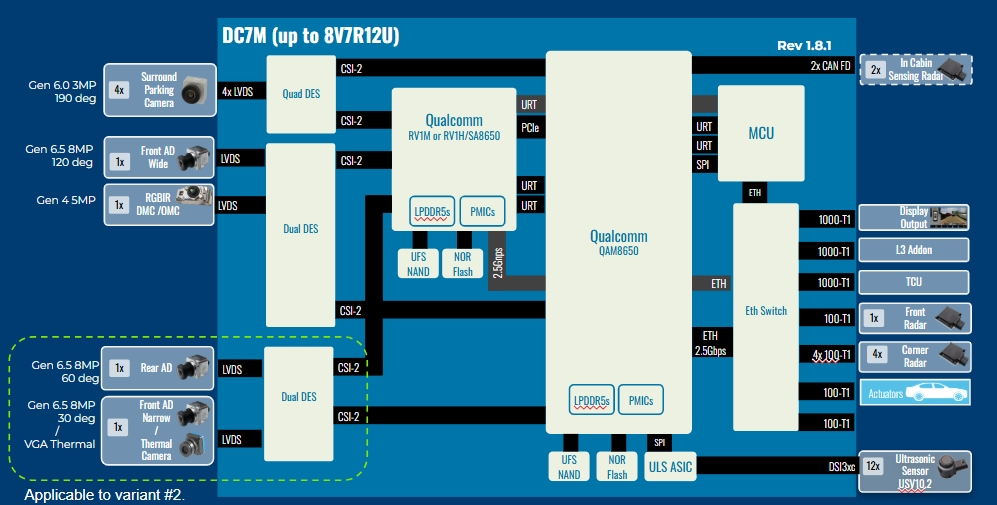 DC7M (up to 8V7R12U)
Rev 1.8.1
Gen 6.0 3MP
190 deg
4x
Surround
Parking
Camera
4x LVDS
Quad DES
CSI-2
CSI-2
Gen 6.5 8MP
120 deg
1x
Front AD
Wide
LVDS
Gen 4 5MP
1x
RGBIR
DMC /OMC
LVDS
Dual DES
CSI-2
CSI-2
Gen 6.5 8MP
60 deg
1x
Rear AD
LVDS
Gen 6.5 8MP
30 deg
/
VGA Thermal
1x
Front AD
Narrow
/
Thermal
Camera
LVDS
Dual DES
CSI-2
CSI-2
Applicable to variant #2.
Qualcomm
RV1M or RV1H/SA8650
LPDDR5s
PMICs
UFS
NAND
NOR
Flash
2.5Gnps
URT
PCIe
URT
URT
Qualcomm
QAM8650
LPDDR5s
PMICs
UFS
NAND
NOR
Flash
SPI
ULS ASIC
2x CAN FD
URT
URT
SPI
MCU
ETH
ETH
ETH
2.5Gbps
Eth Switch
1000-T1
1000-T1
1000-T1
100-T1
4x 100-T1
100-T1
100-T1
DSI3xc
2x
In Cabin
Sensing Radar
Display
Output
L3 Addon
TCU
1x
Front
Radar
4x
Corner
Radar
Actuators
12x
Ultrasonic
Sensor
USV10.2